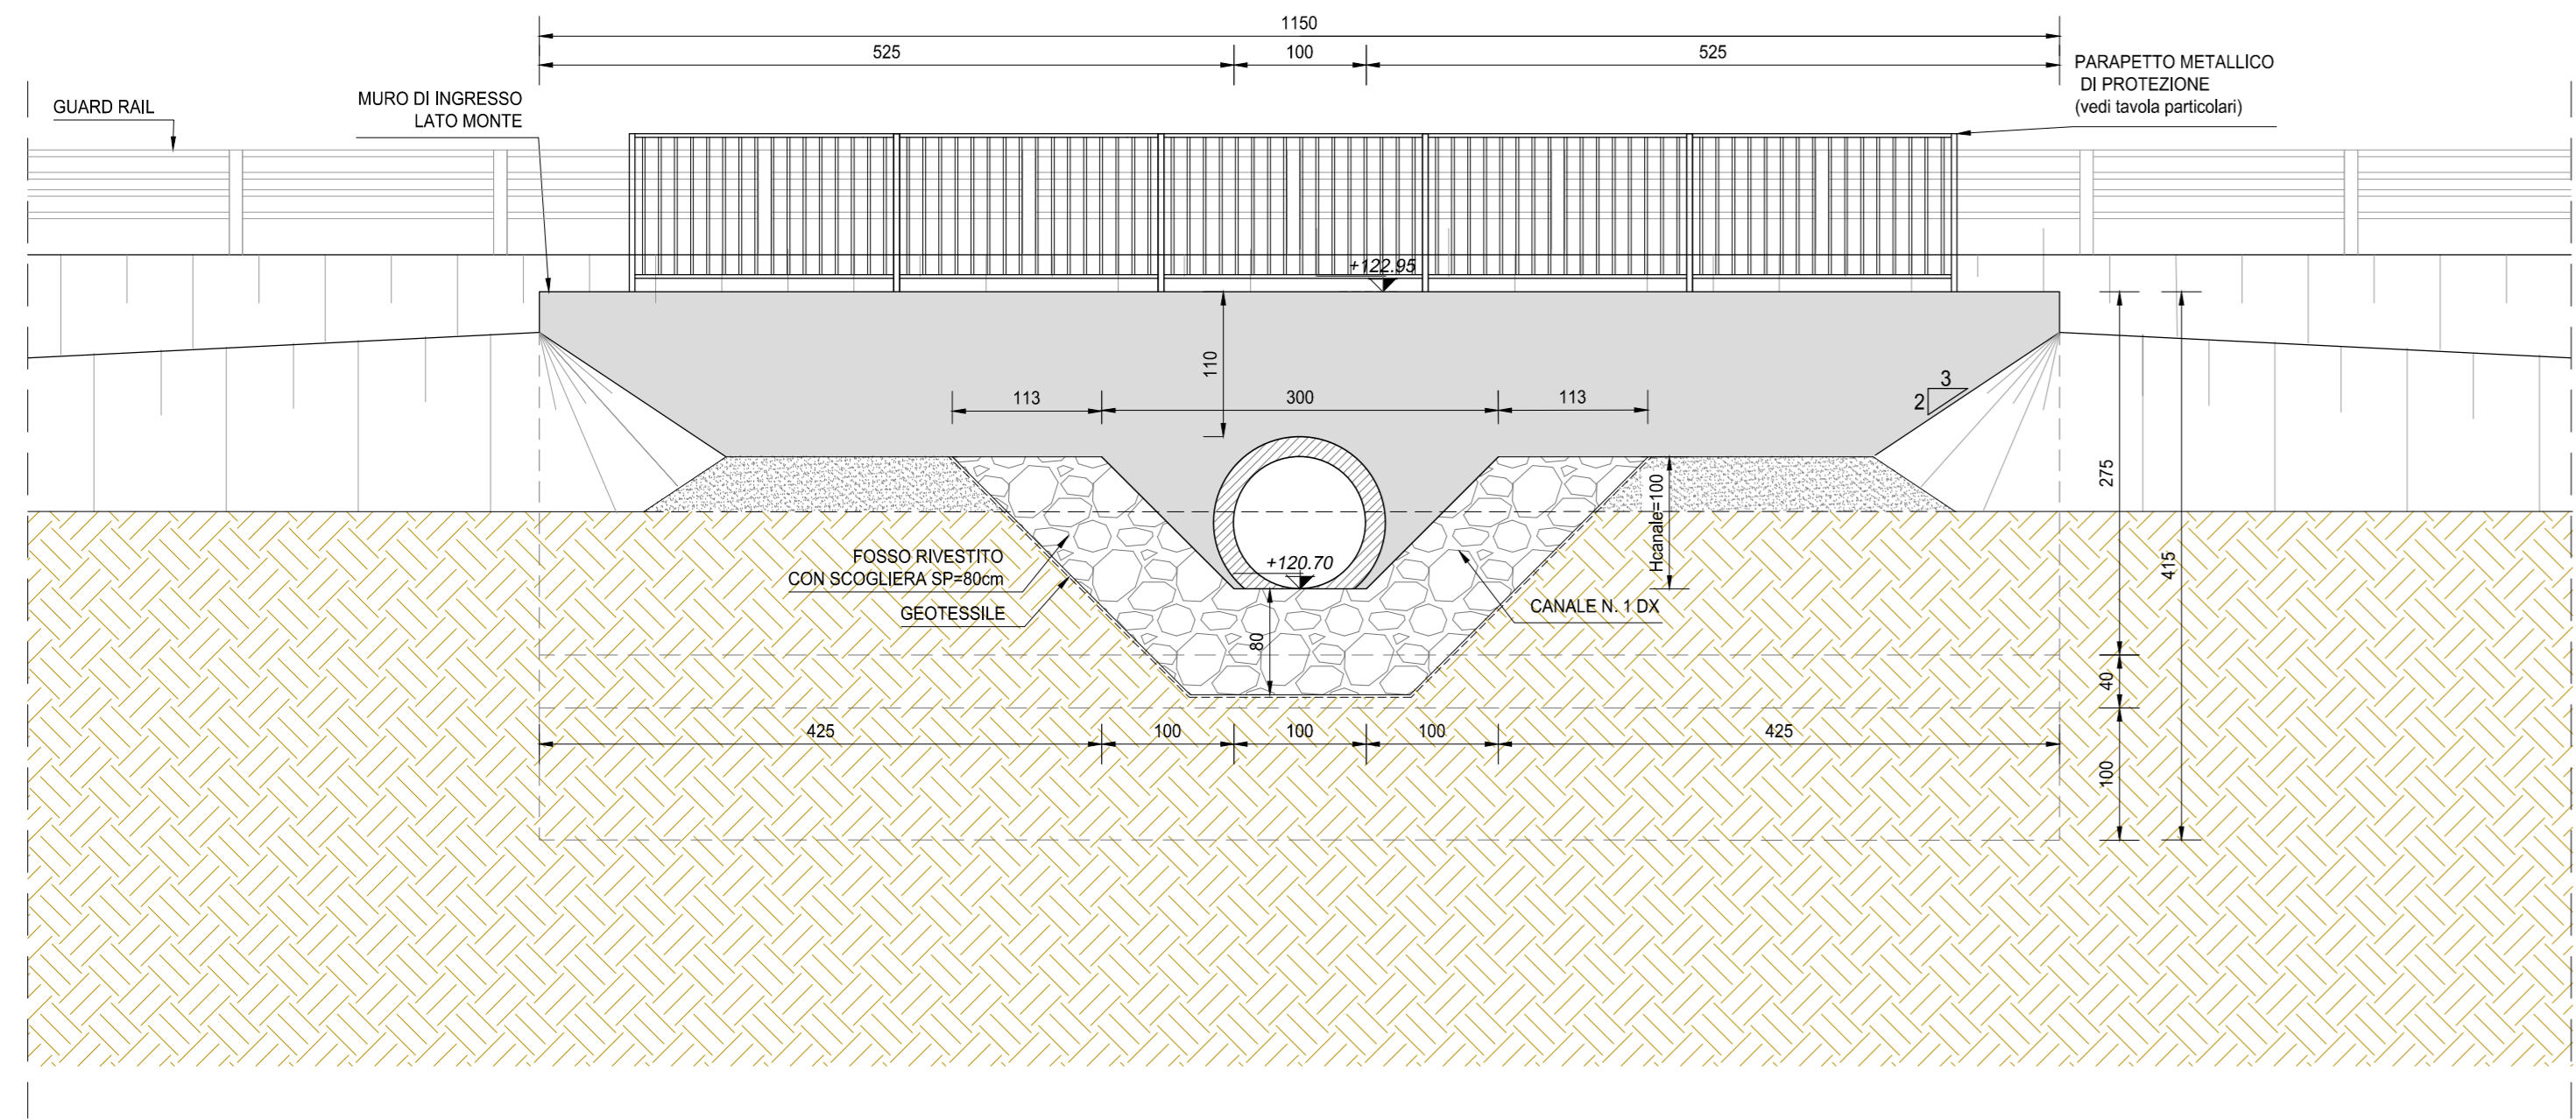 1150
525
100
525
PARAPETTO METALLICO
DI PROTEZIONE
(vedi tavola particolari)
GUARD RAIL
MURO DI INGRESSO
LATO MONTE
+122.95
110
3
2
113
300
113
275
415
Hcanale=100
FOSSO RIVESTITO
CON SCOGLIERA SP=80cm
GEOTESSILE
+120.70
CANALE N. 1 DX
80
40
425
100
100
100
425
100